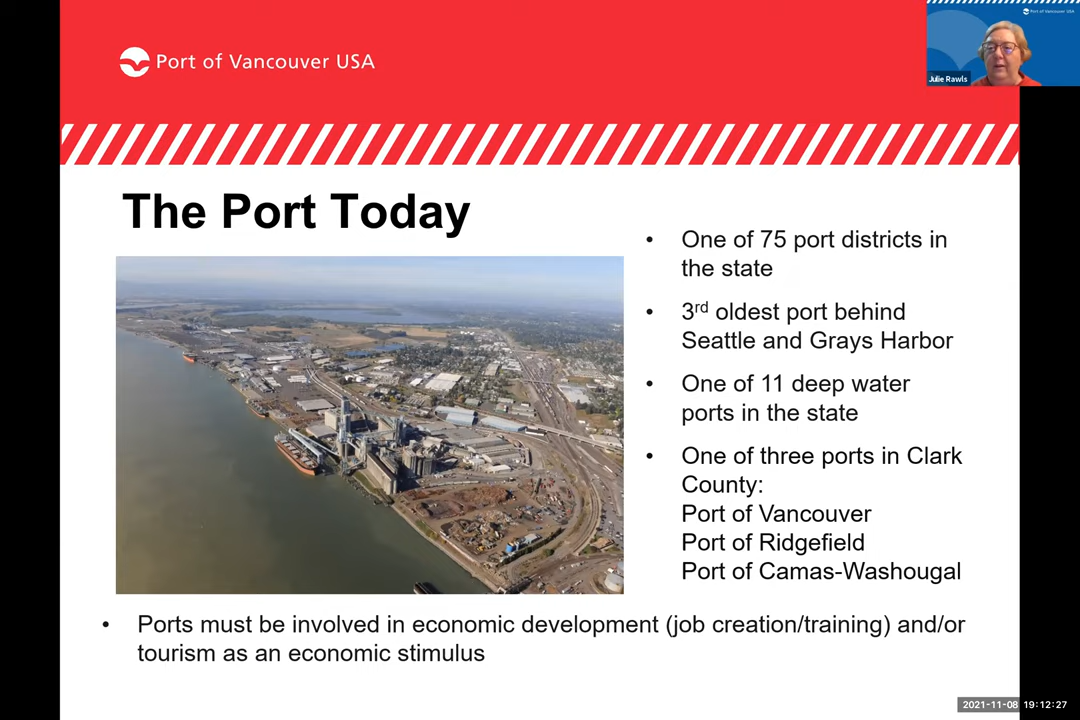 Port of Vancouver USA
Port of Vancouver USA
Julie Rawls
The Port Today
• One of 75 port districts in
the state
• 3rd oldest port behind
Seattle and Grays Harbor
• One of 11 deep water
ports in the state
• One of three ports in Clark
County:
Port of Vancouver
Port of Ridgefield
Port of Camas-Washougal
• Ports must be involved in economic development (job creation/training) and/or
tourism as an economic stimulus
2021-11-08 19:12:27